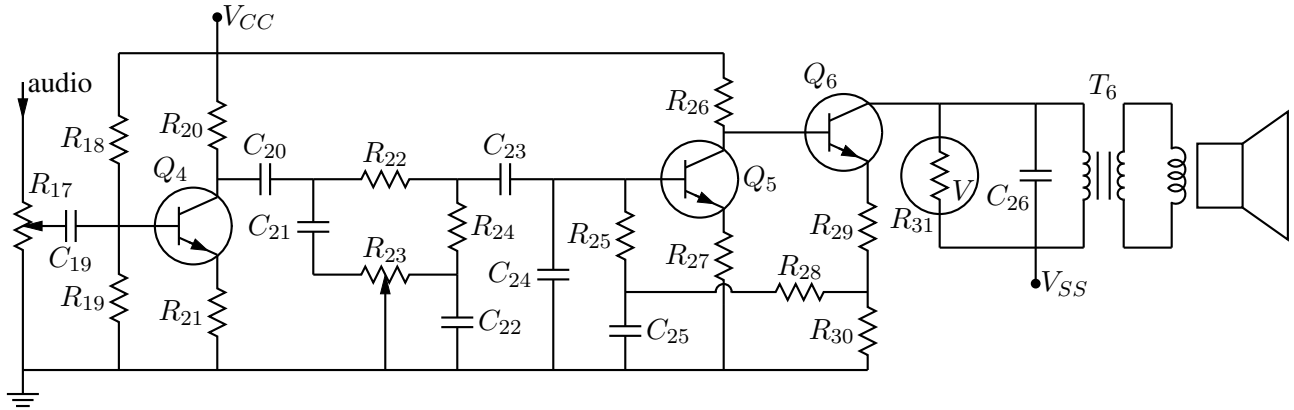 V_CC
audio
R_18
R_20
R_17
C_19
R_19
Q_4
R_21
C_20
C_21
R_22
R_23
R_24
C_22
C_23
C_24
R_25
C_25
R_26
Q_5
R_27
R_28
Q_6
R_29
R_30
R_31
V
C_26
V_SS
T_6